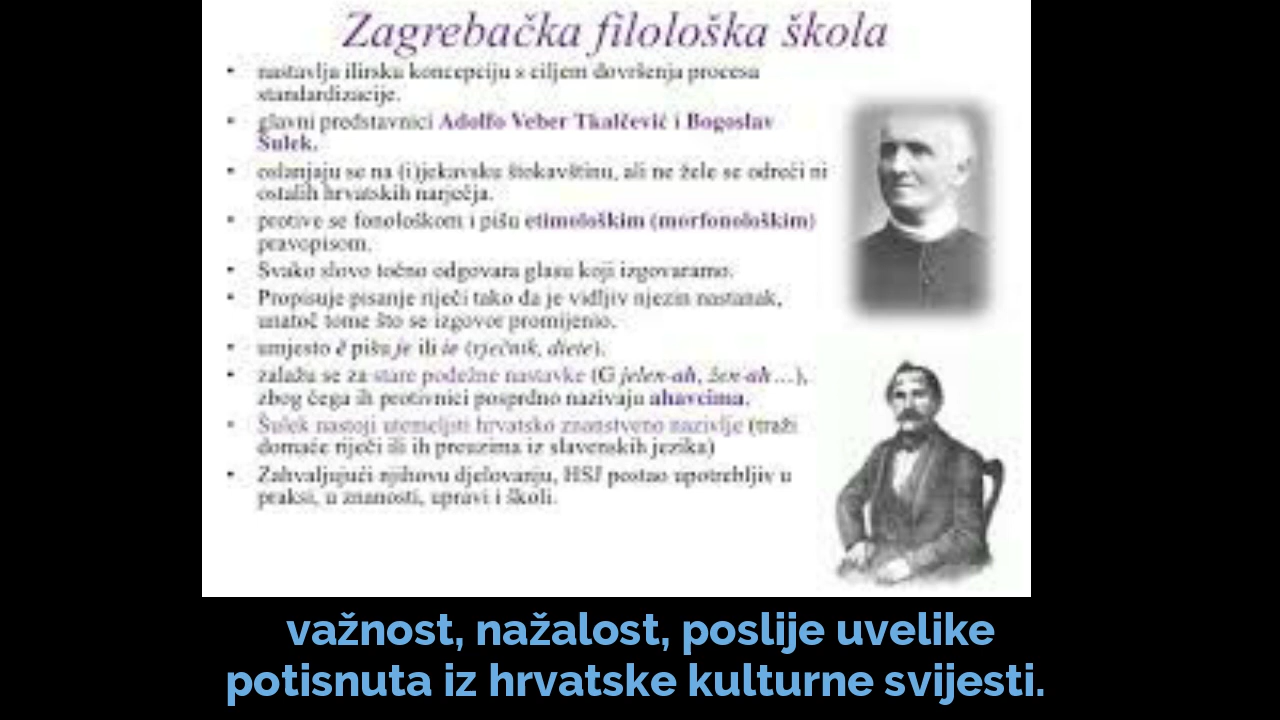 Zagrebačka filološka škola
• nastavlja ilirsku koncepciju s ciljem dovršenja procesa
standardizacije.
• glavni predstavnici Adolfo Veber Tkalčević i Bogoslav
Šulek.
• oslanjaju se na (i)jekavsku štokavštinu, ali ne žele se odreći ni
ostalih hrvatskih narječja.
• protive se fonološkom i pišu etimološkim (morfonološkim)
pravopisom.
• Svako slovo točno odgovara glasu koji izgovaramo.
• Propisuje pisanje riječi tako da je vidljiv njezin nastanak,
unatoč tome što se izgovor promijenio.
• umjesto ě pišu je ili ie (rječnik, diete).
• zalažu se za stare padežne nastavke (G jelen-ah, žen-ah…),
zbog čega ih protivnici posprdno nazivaju ahavcima.
• Šulek nastoji utemeljiti hrvatsko znanstveno nazivlje (traži
domaće riječi ili ih preuzima iz slavenskih jezika)
• Zahvaljujući njihovu djelovanju, HSJ postao upotrebljiv u
praksi, u znanosti, upravi i školi.
važnost, nažalost, poslije uvelike
potisnuta iz hrvatske kulturne svijesti.